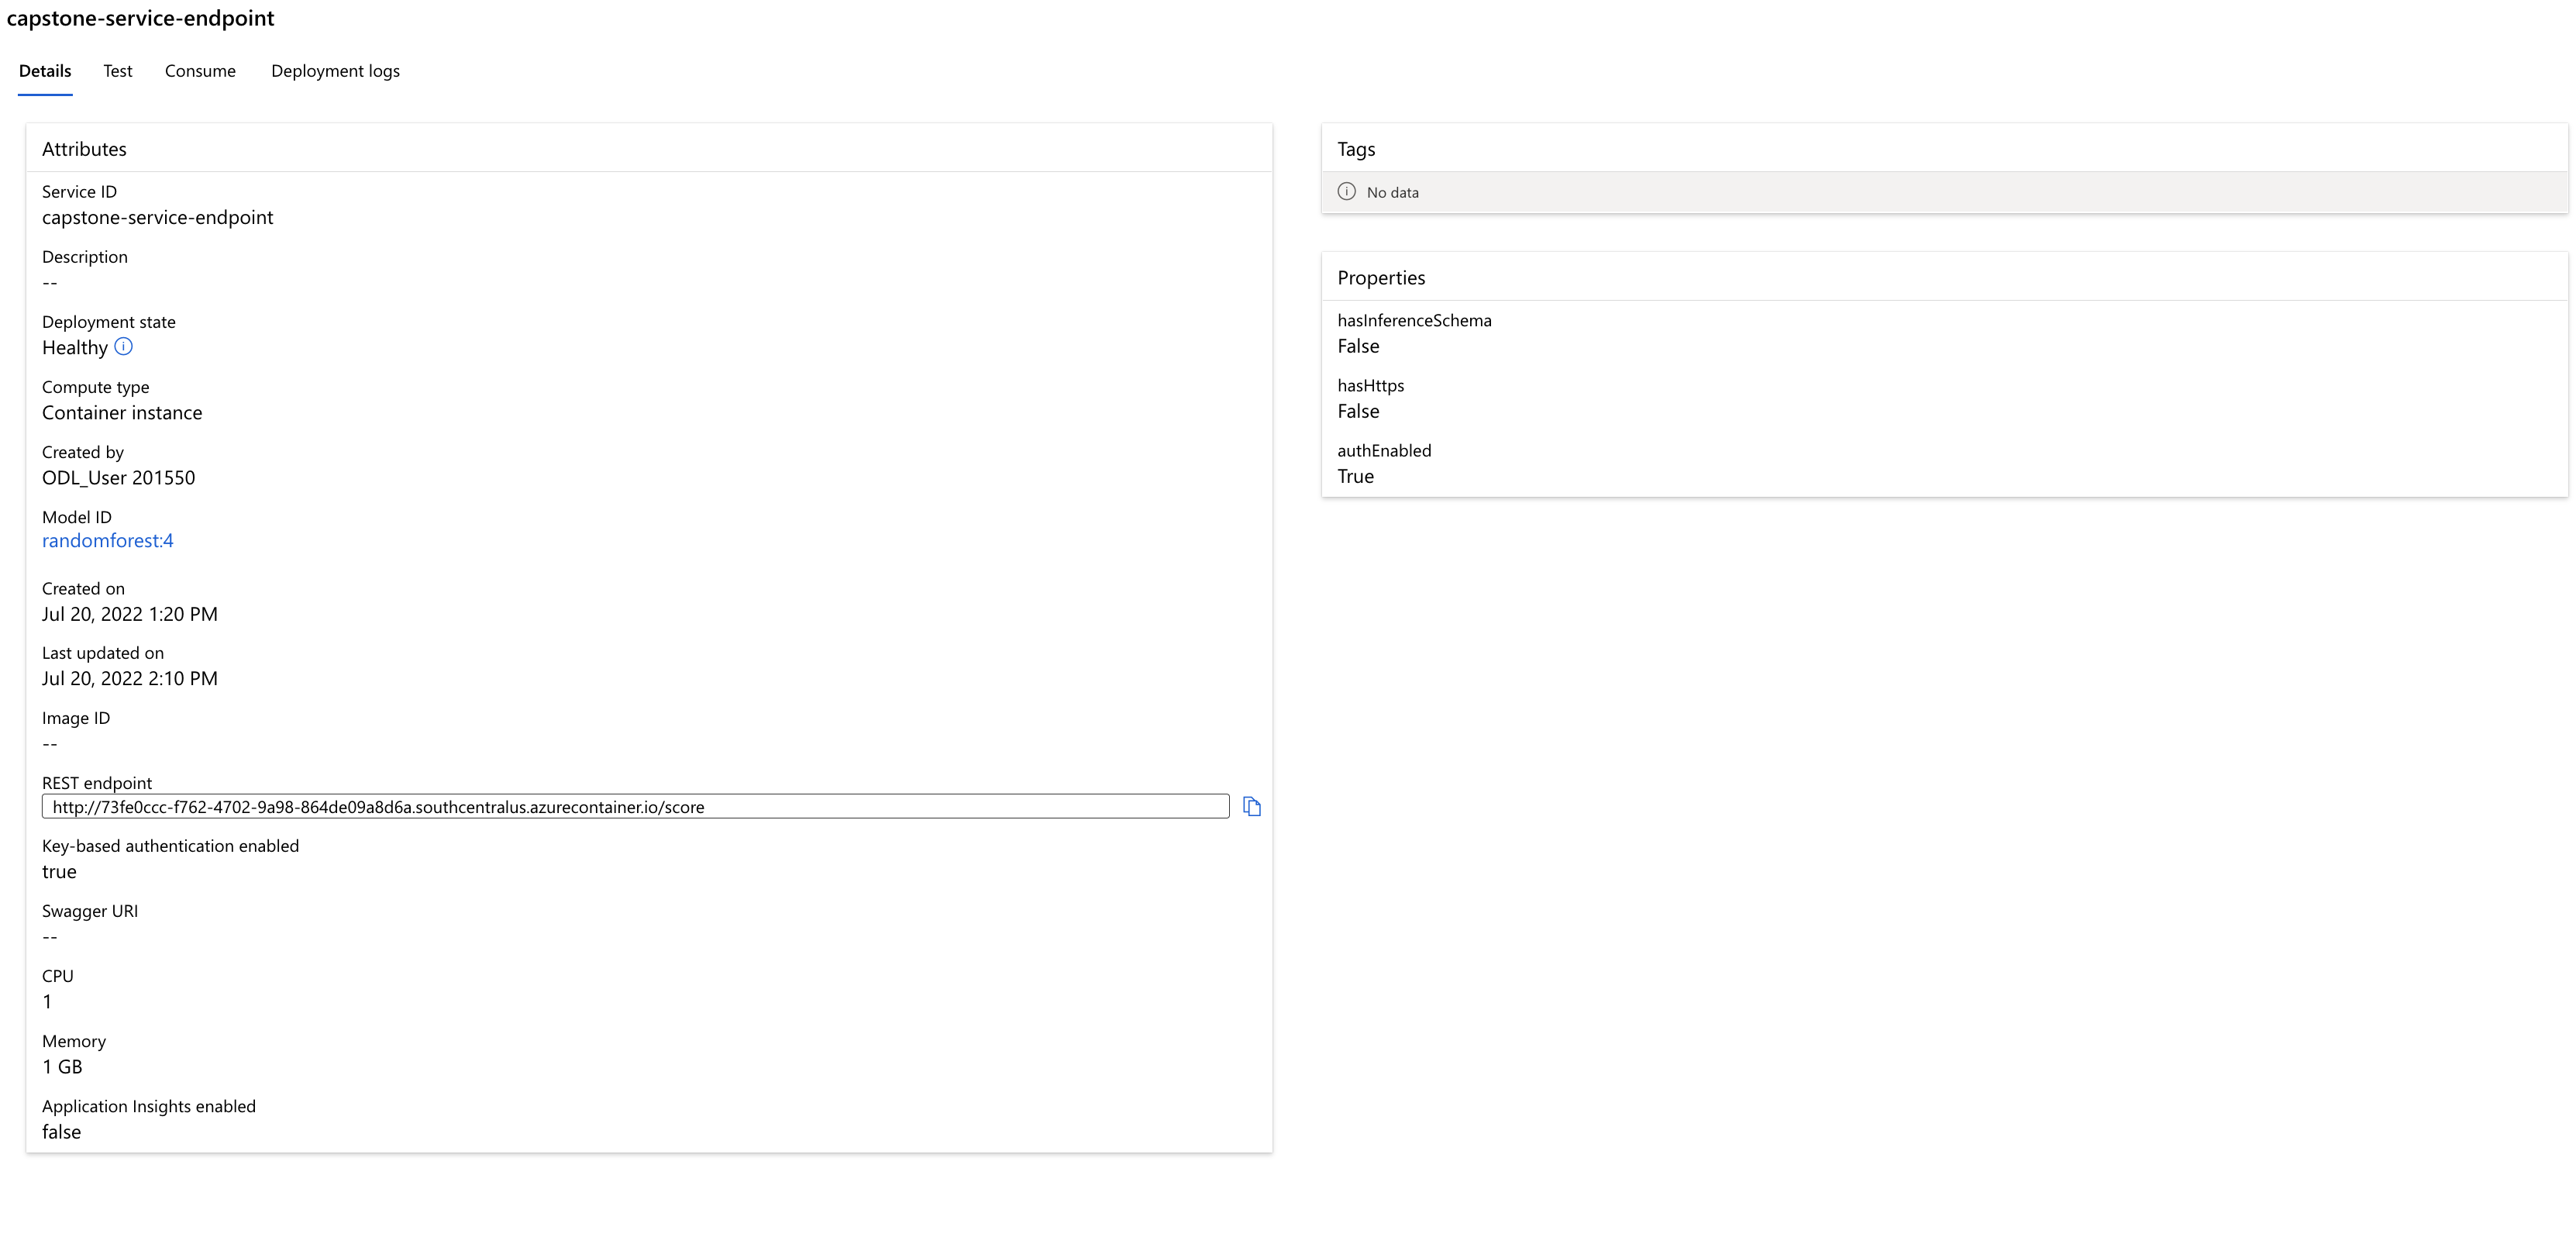 capstone-service-endpoint
Details Test Consume Deployment logs
Attributes
Service ID
capstone-service-endpoint
Description
--
Deployment state
Healthy
Compute type
Container instance
Created by
ODL_User 201550
Model ID
randomforest:4
Created on
Jul 20, 2022 1:20 PM
Last updated on
Jul 20, 2022 2:10 PM
Image ID
--
REST endpoint
http://73fe0ccc-f762-4702-9a98-864de09a8d6a.southcentralus.azurecontainer.io/score
Key-based authentication enabled
true
Swagger URI
--
CPU
1
Memory
1 GB
Application Insights enabled
false
Tags
No data
Properties
hasInferenceSchema
False
hasHttps
False
authEnabled
True